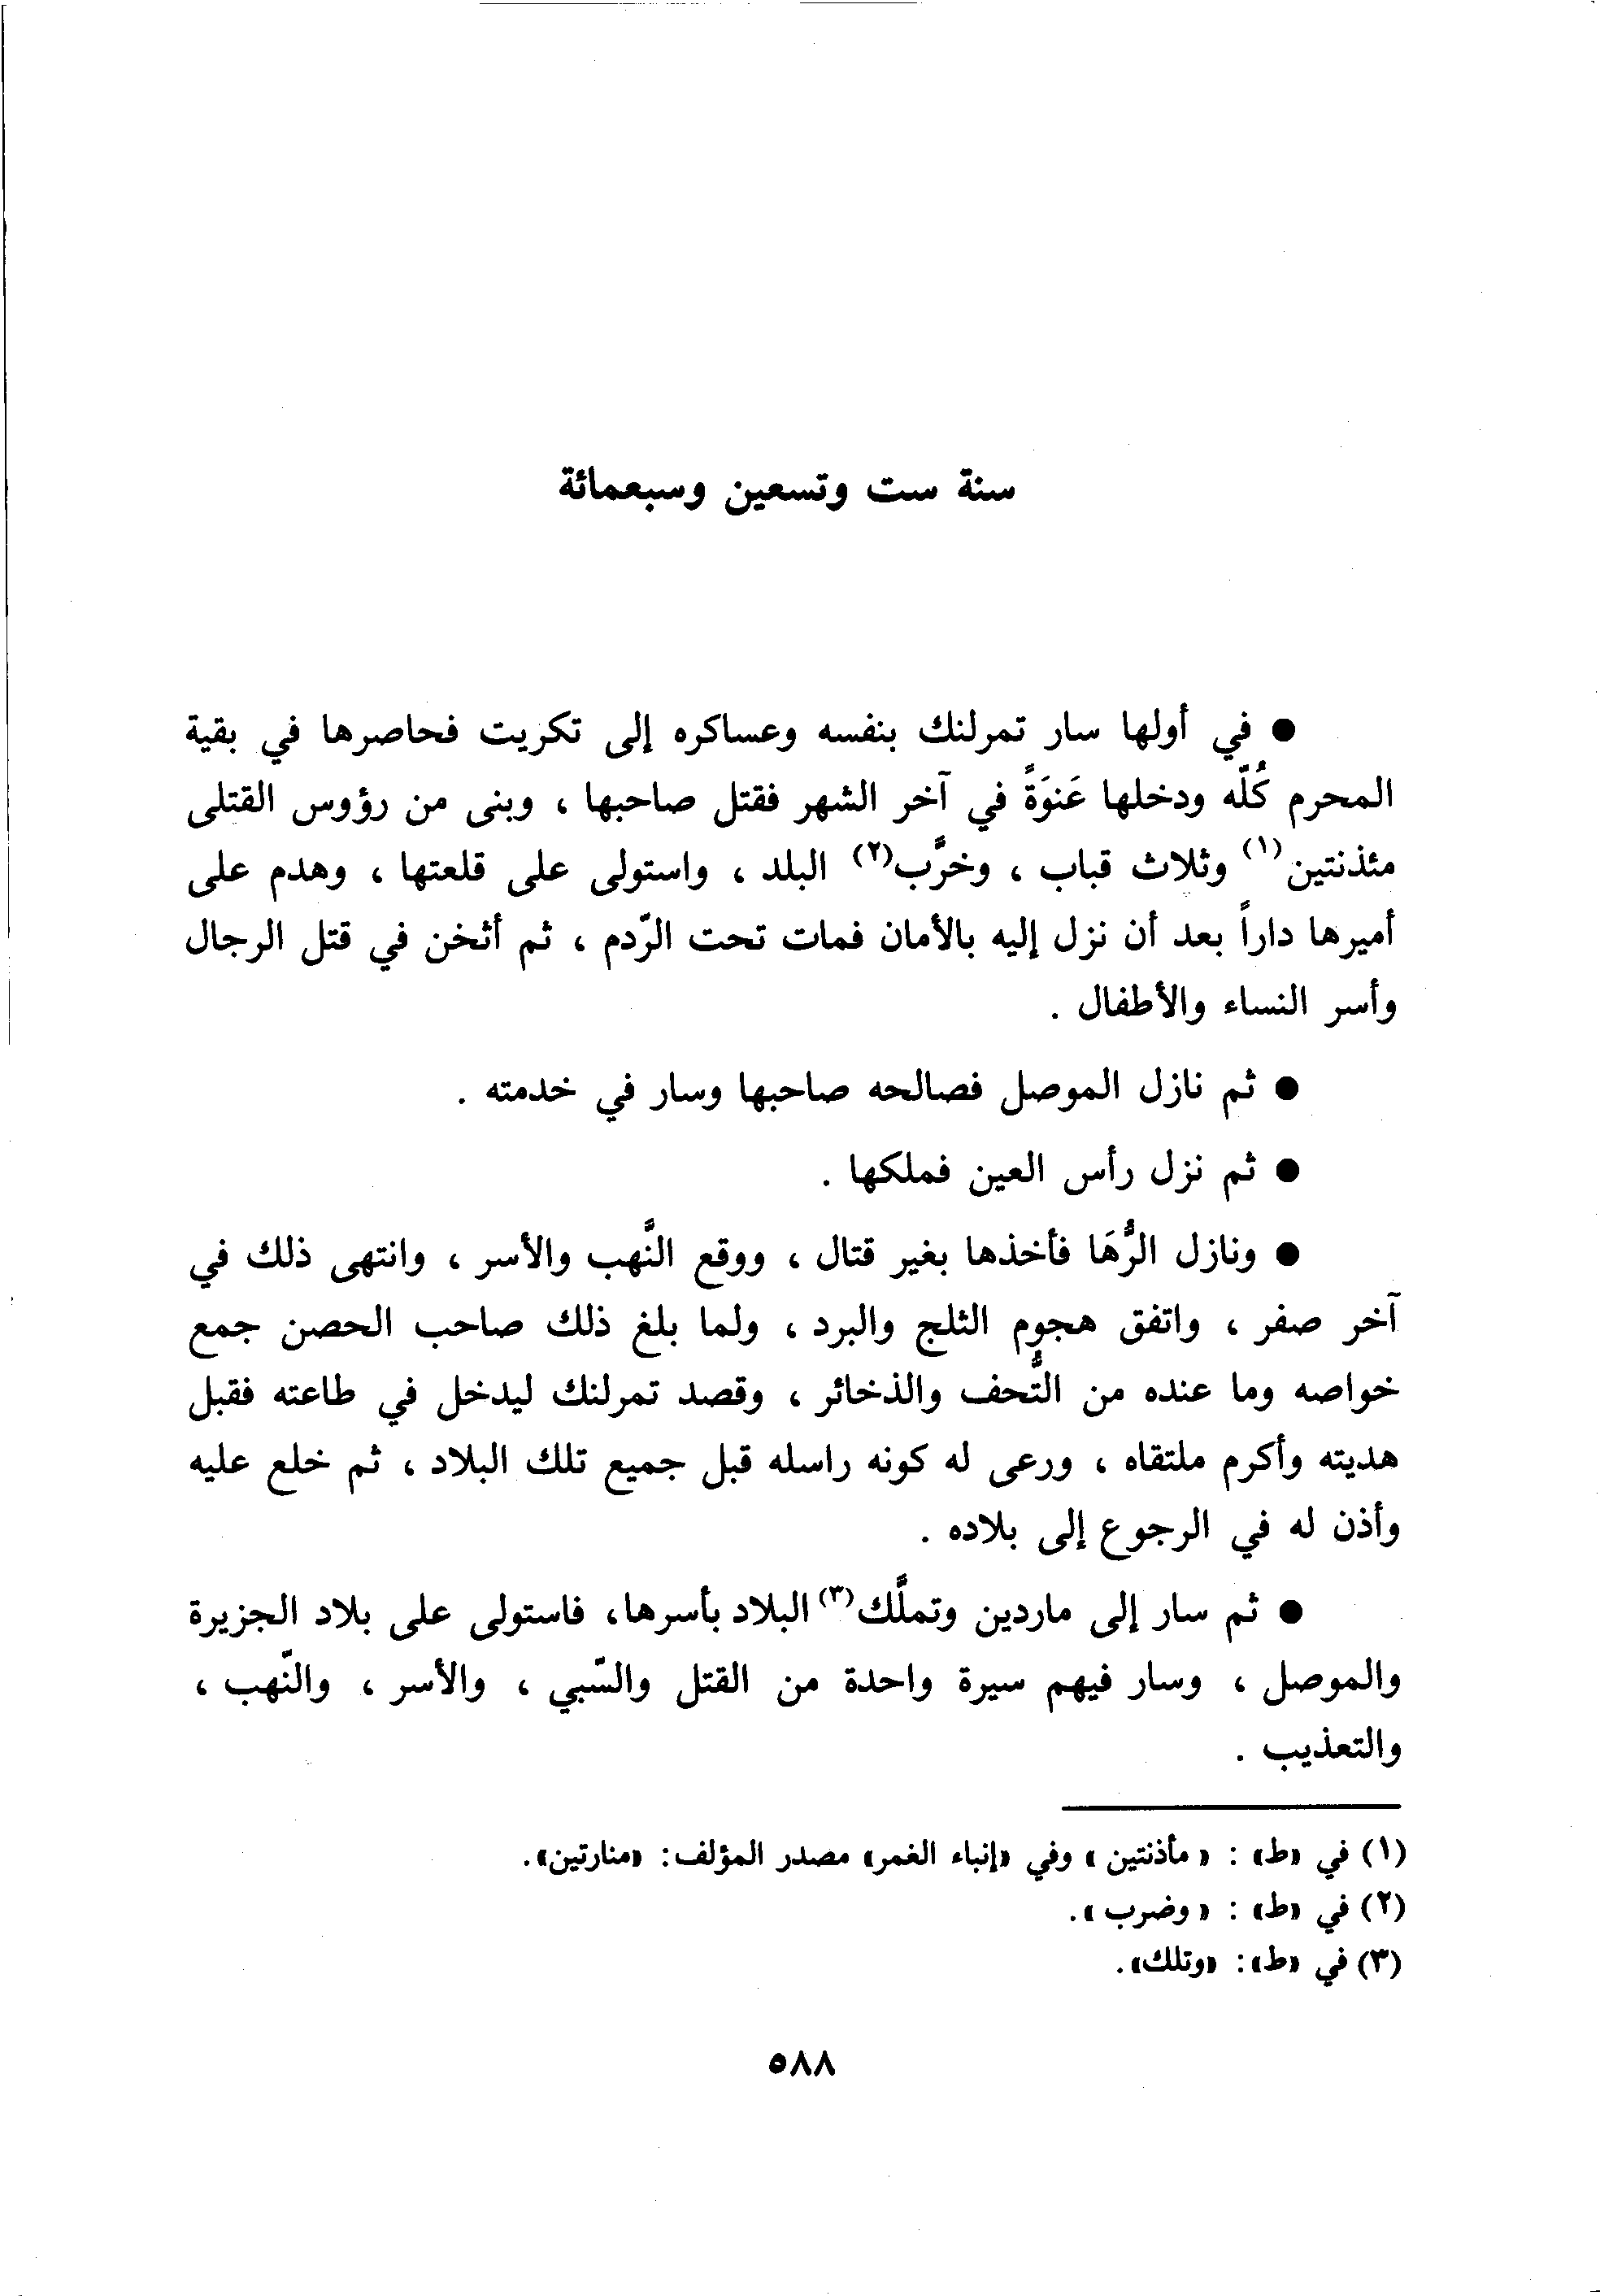 سنة ست وتسعين وسبعمائة
● في أولها سار تمرلنك بنفسه وعساكره إلى تكريت فحاصرها في بقية
المحرم كُلّه ودخلها عَنوَةً في آخر الشهر فقتل صاحبها ، وبنى من رؤوس القتلى
مئذنتين(١) وثلاث قباب ، وخرَّب(٢) البلد ، واستولى على قلعتها ، وهدم على
أميرها داراً بعد أن نزل إليه بالأمان فمات تحت الرّدم ، ثم أثخن في قتل الرجال
وأسر النساء والأطفال .
● ثم نازل الموصل فصالحه صاحبها وسار في خدمته .
● ثم نزل رأس العين فملكها .
● ونازل الرُّهَا فأخذها بغير قتال ، ووقع النَّهب والأسر ، وانتهى ذلك في
آخر صفر ، واتفق هجوم الثلج والبرد ، ولما بلغ ذلك صاحب الحصن جمع
خواصه وما عنده من التُّحف والذخائر ، وقصد تمرلنك ليدخل في طاعته فقبل
هديته وأكرم ملتقاه ، ورعى له كونه راسله قبل جميع تلك البلاد ، ثم خلع عليه
وأذن له في الرجوع إلى بلاده .
● ثم سار إلى ماردين وتملَّك(٣) البلاد بأسرها، فاستولى على بلاد الجزيرة
والموصل ، وسار فيهم سيرة واحدة من القتل والسّبي ، والأسر ، والنّهب ،
والتعذيب .
(١) في «ط» : « مأذنتين » وفي «إنباء الغمر» مصدر المؤلف: «منارتين».
(٢) في «ط» : « وضرب ».
(٣) في «ط»: «وتلك».
٥٨٨